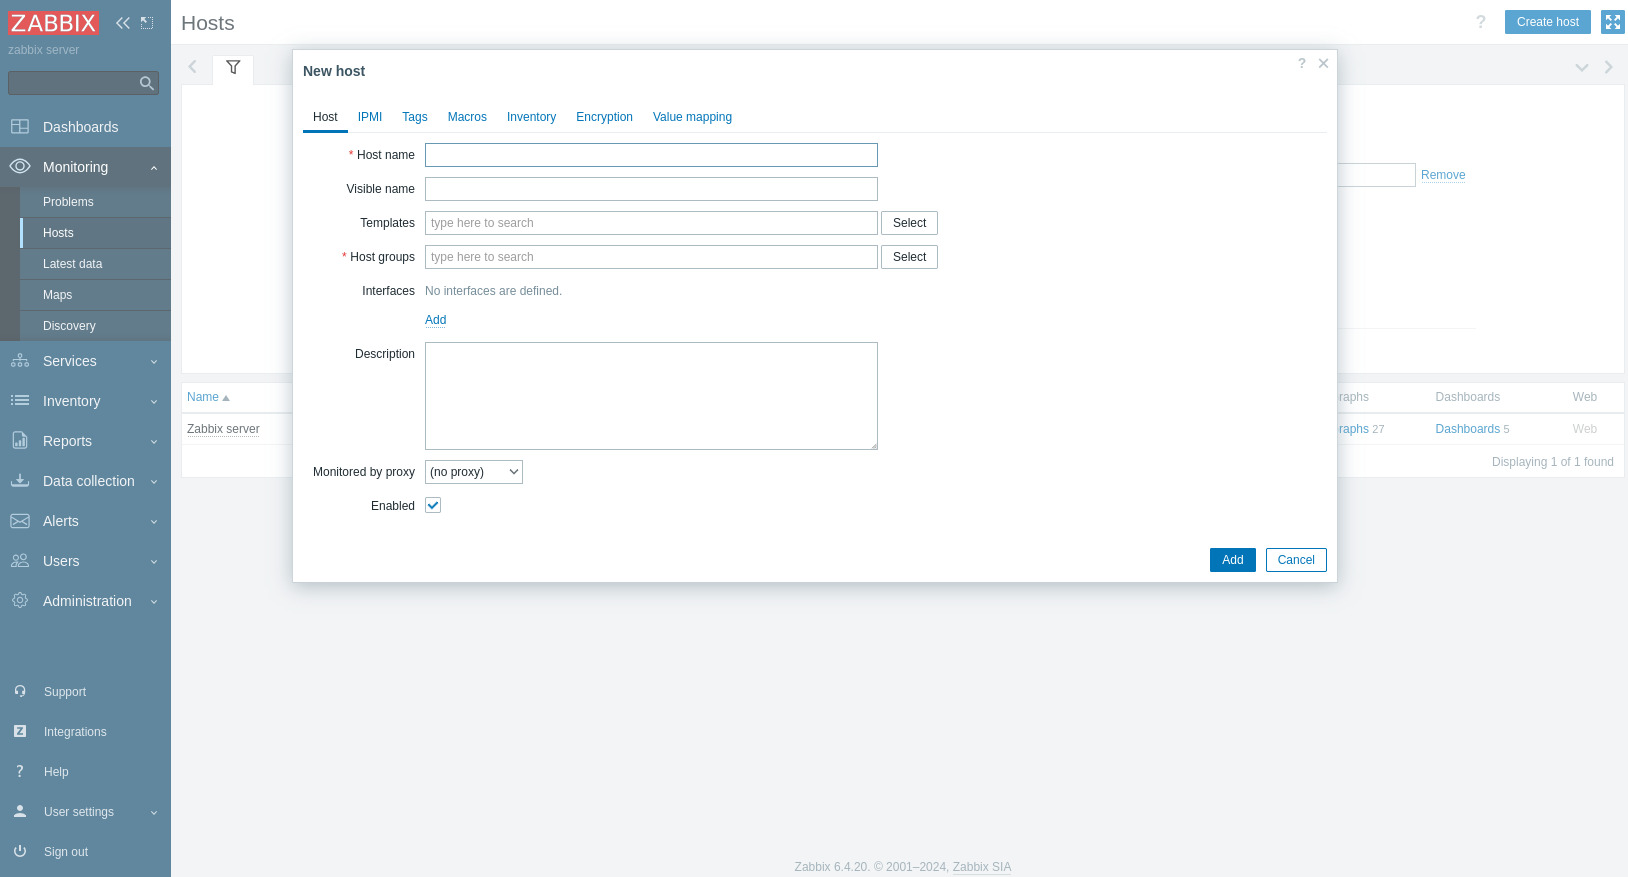 ZABBIX
zabbix server
Dashboards
Monitoring
Problems
Hosts
Latest data
Maps
Discovery
Services
Inventory
Reports
Data collection
Alerts
Users
Administration
Support
Integrations
Help
User settings
Sign out
Hosts
? Create host
New host
?
Host IPMI Tags Macros Inventory Encryption Value mapping
* Host name
Visible name
Templates type here to search Select
* Host groups type here to search Select
Interfaces No interfaces are defined.
Add
Description
Monitored by proxy (no proxy)
Enabled
Add Cancel
Remove
Name raphs Dashboards Web
Zabbix server raphs 27 Dashboards 5 Web
Displaying 1 of 1 found
Zabbix 6.4.20. © 2001–2024, Zabbix SIA